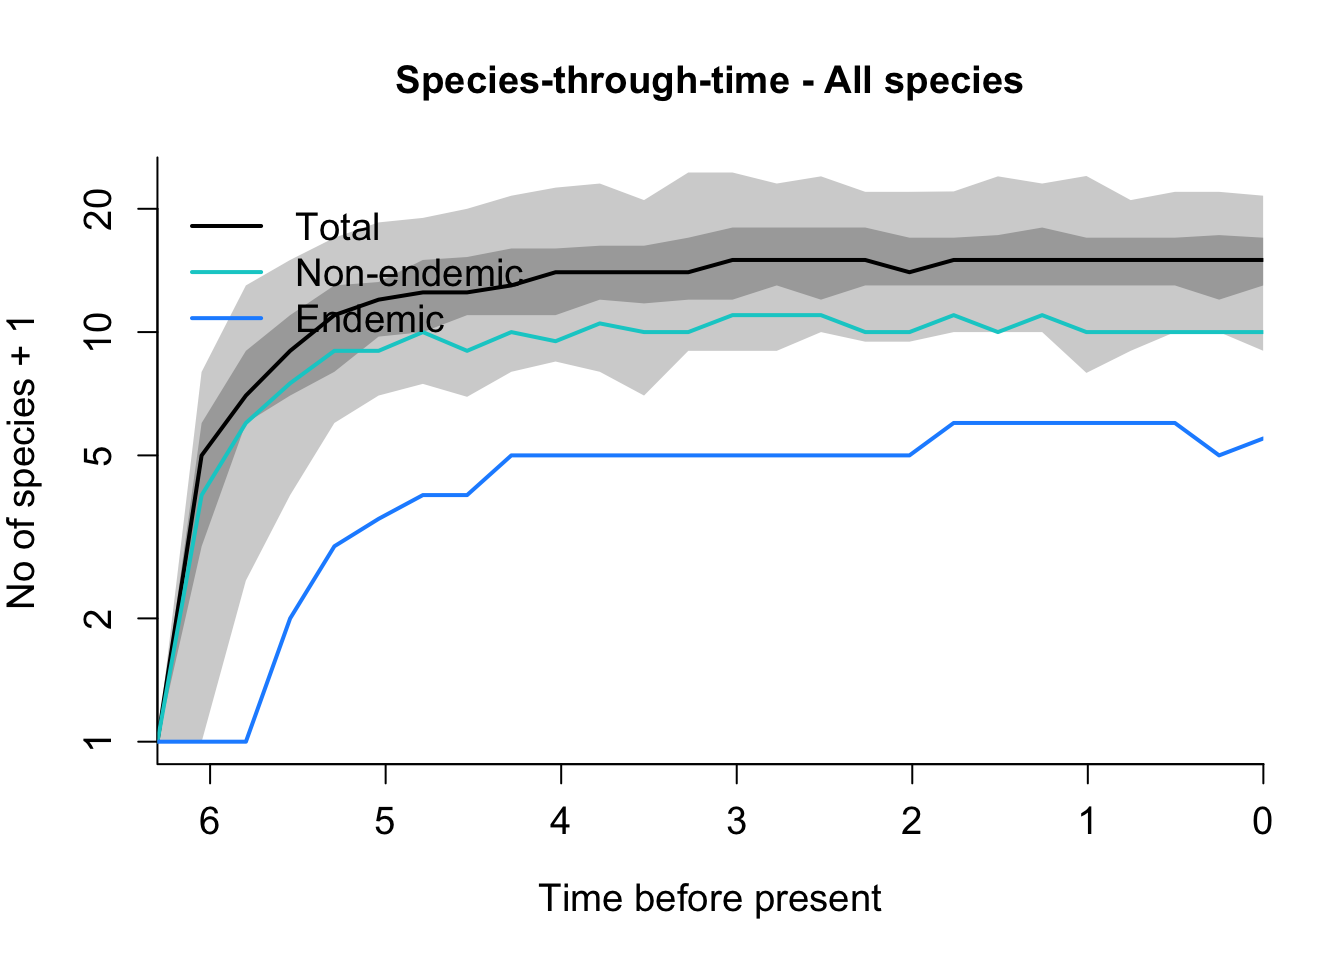 Species-through-time - All species
No of species + 1
20
10
5
2
1
Total
Non-endemic
Endemic
6 5 4 3 2 1 0
Time before present